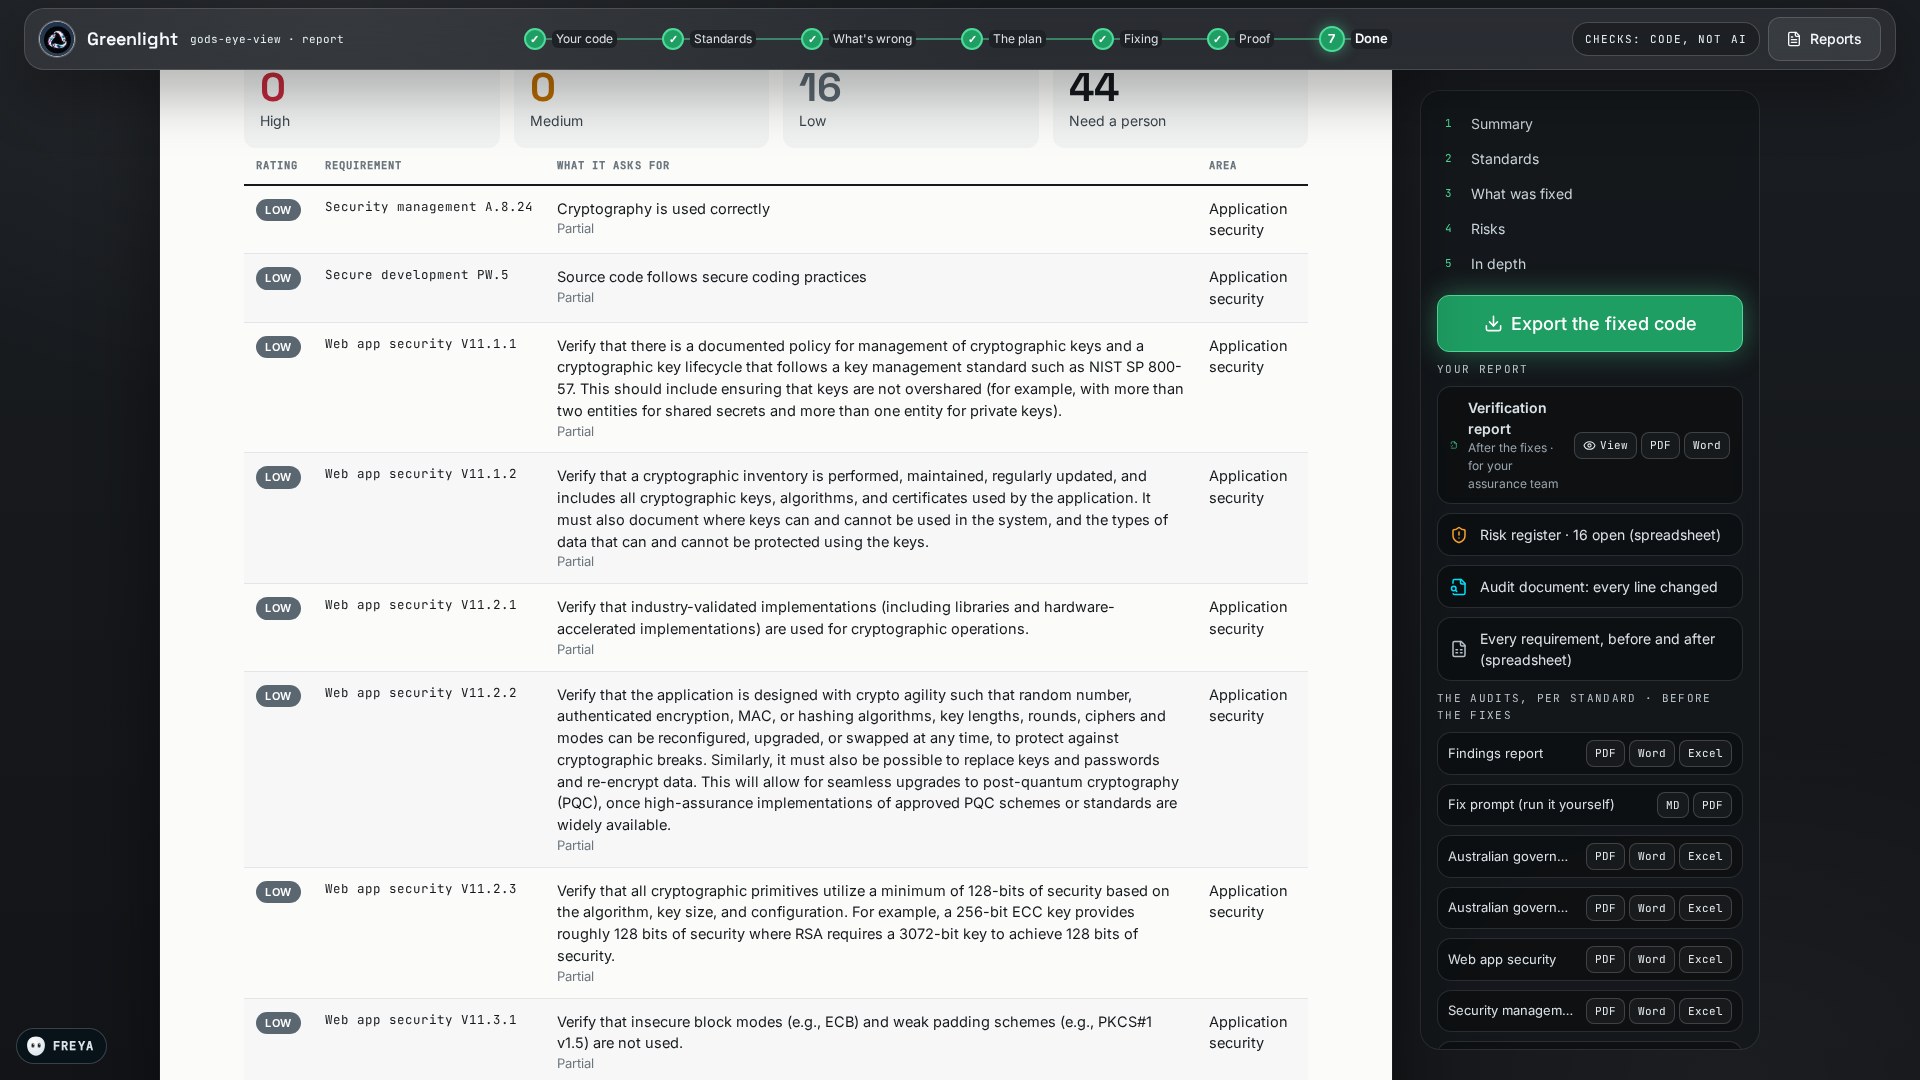 Greenlight
gods-eye-view · report
✓ Your code
✓ Standards
✓ What's wrong
✓ The plan
✓ Fixing
✓ Proof
7 Done
CHECKS: CODE, NOT AI
Reports
0
High
0
Medium
16
Low
44
Need a person
RATING REQUIREMENT WHAT IT ASKS FOR AREA
LOW Security management A.8.24 Cryptography is used correctly
Partial
Application
security
LOW Secure development PW.5 Source code follows secure coding practices
Partial
Application
security
LOW Web app security V11.1.1 Verify that there is a documented policy for management of cryptographic keys and a
cryptographic key lifecycle that follows a key management standard such as NIST SP 800-
57. This should include ensuring that keys are not overshared (for example, with more than
two entities for shared secrets and more than one entity for private keys).
Partial
Application
security
LOW Web app security V11.1.2 Verify that a cryptographic inventory is performed, maintained, regularly updated, and
includes all cryptographic keys, algorithms, and certificates used by the application. It
must also document where keys can and cannot be used in the system, and the types of
data that can and cannot be protected using the keys.
Partial
Application
security
LOW Web app security V11.2.1 Verify that industry-validated implementations (including libraries and hardware-
accelerated implementations) are used for cryptographic operations.
Partial
Application
security
LOW Web app security V11.2.2 Verify that the application is designed with crypto agility such that random number,
authenticated encryption, MAC, or hashing algorithms, key lengths, rounds, ciphers and
modes can be reconfigured, upgraded, or swapped at any time, to protect against
cryptographic breaks. Similarly, it must also be possible to replace keys and passwords
and re-encrypt data. This will allow for seamless upgrades to post-quantum cryptography
(PQC), once high-assurance implementations of approved PQC schemes or standards are
widely available.
Partial
Application
security
LOW Web app security V11.2.3 Verify that all cryptographic primitives utilize a minimum of 128-bits of security based on
the algorithm, key size, and configuration. For example, a 256-bit ECC key provides
roughly 128 bits of security where RSA requires a 3072-bit key to achieve 128 bits of
security.
Partial
Application
security
LOW Web app security V11.3.1 Verify that insecure block modes (e.g., ECB) and weak padding schemes (e.g., PKCS#1
v1.5) are not used.
Partial
Application
security
1 Summary
2 Standards
3 What was fixed
4 Risks
5 In depth
Export the fixed code
YOUR REPORT
Verification
report
After the fixes ·
for your
assurance team
View PDF Word
Risk register · 16 open (spreadsheet)
Audit document: every line changed
Every requirement, before and after
(spreadsheet)
THE AUDITS, PER STANDARD · BEFORE
THE FIXES
Findings report PDF Word Excel
Fix prompt (run it yourself) MD PDF
Australian govern... PDF Word Excel
Australian govern... PDF Word Excel
Web app security PDF Word Excel
Security managem... PDF Word Excel
FREYA